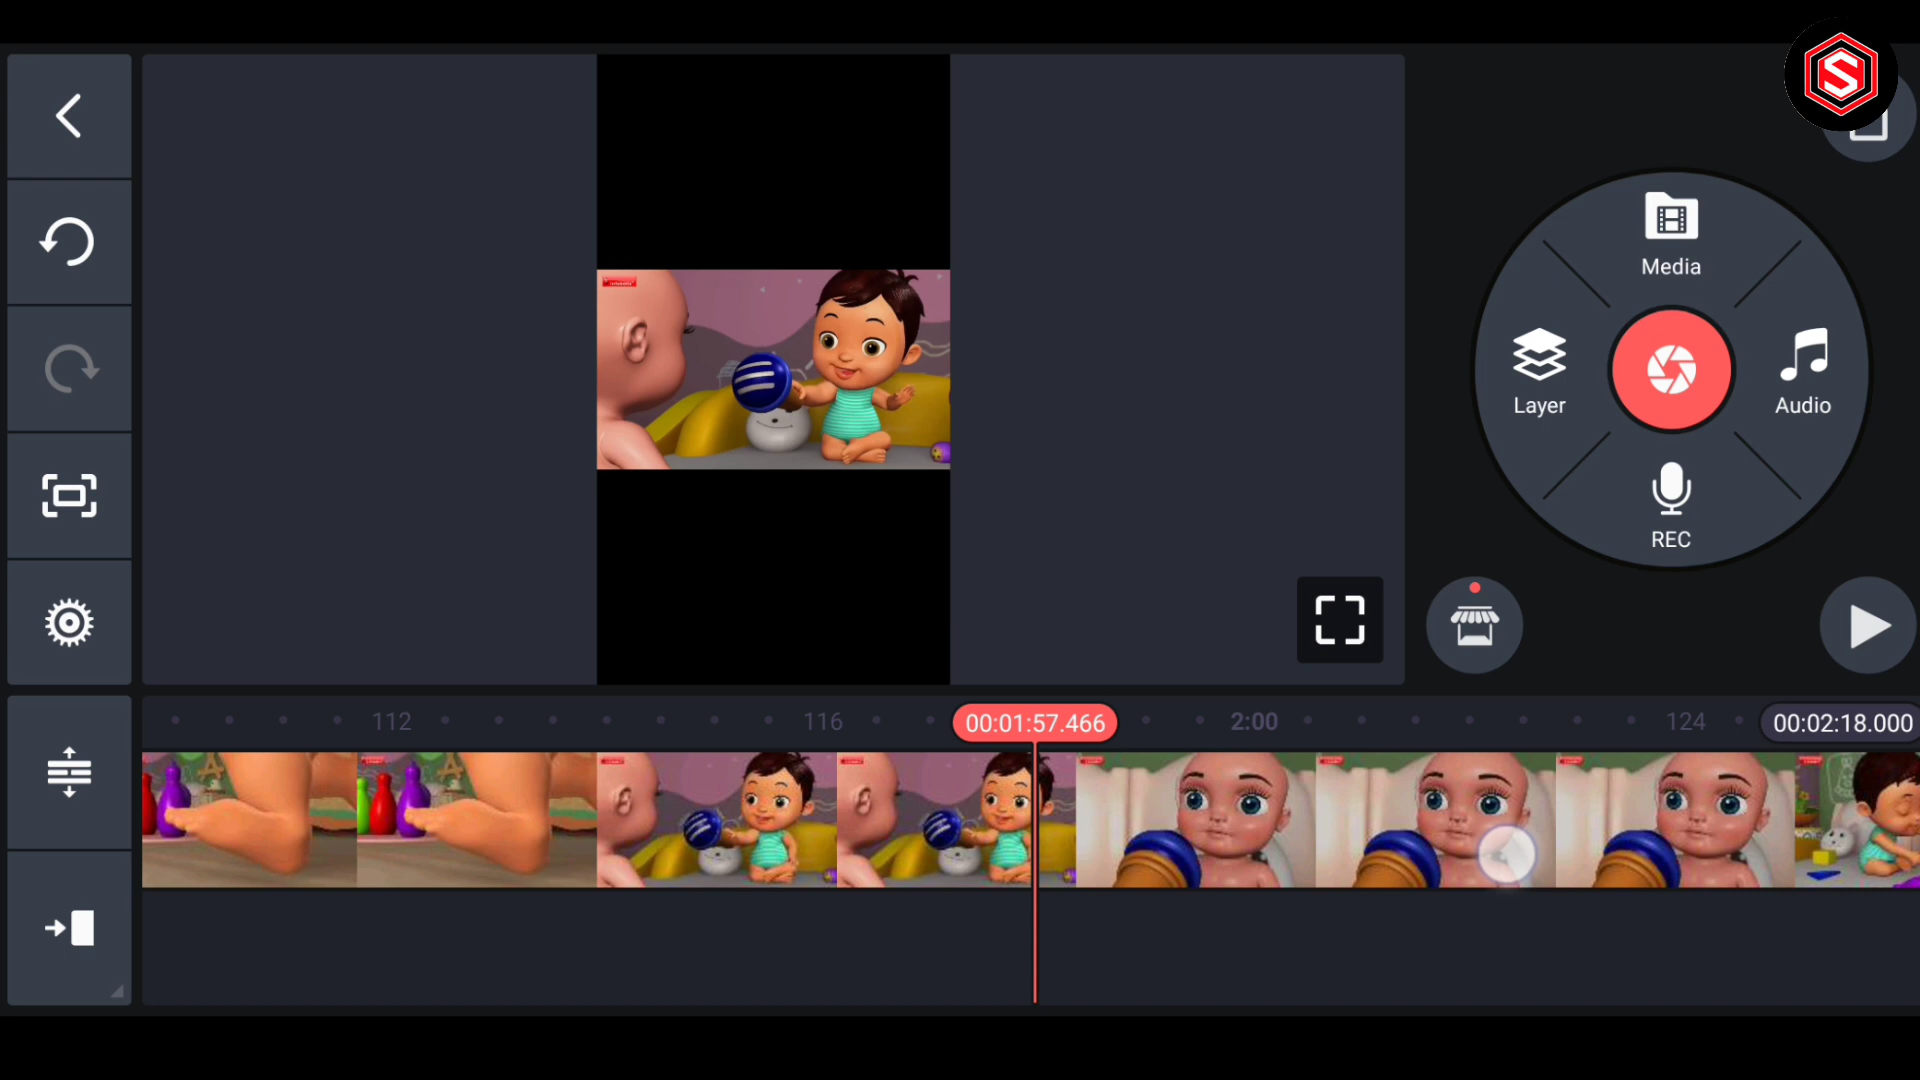 S
Media
Layer
Audio
REC
112
116
00:01:57.466
2:00
124
00:02:18.000